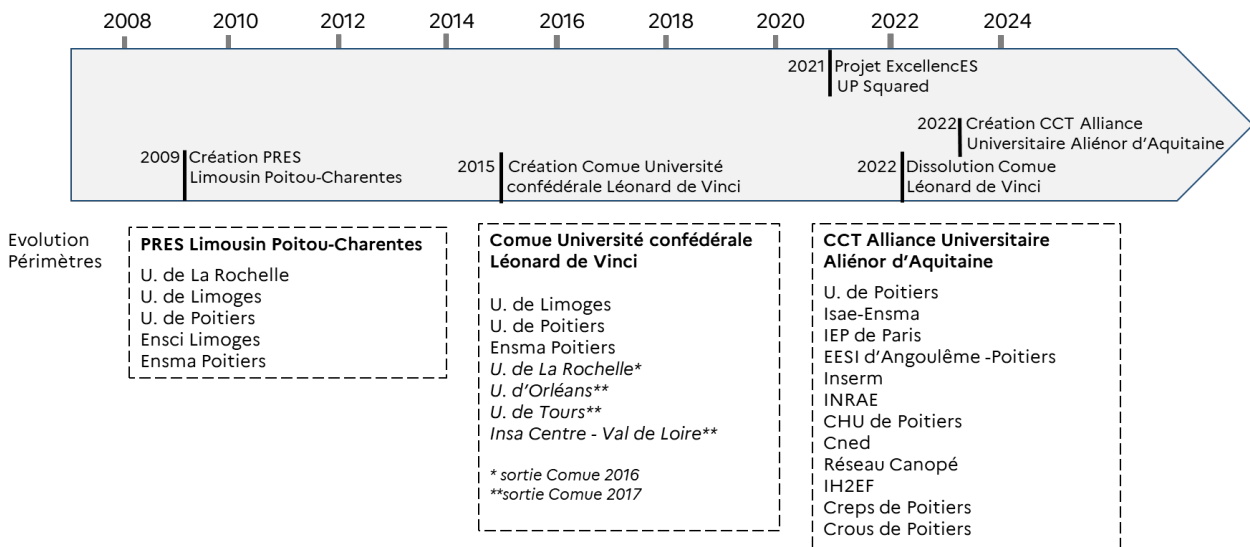 2008 2010 2012 2014 2016 2018 2020 2022 2024
2021 Projet ExcellencES
UP Squared
2022 Création CCT Alliance
Universitaire Aliénor d’Aquitaine
2009 Création PRES
Limousin Poitou-Charentes
2015 Création Comue Université
confédérale Léonard de Vinci
2022 Dissolution Comue
Léonard de Vinci
Evolution
Périmètres
PRES Limousin Poitou-Charentes
U. de La Rochelle
U. de Limoges
U. de Poitiers
Ensci Limoges
Ensma Poitiers
Comue Université confédérale
Léonard de Vinci
U. de Limoges
U. de Poitiers
Ensma Poitiers
U. de La Rochelle*
U. d’Orléans**
U. de Tours**
Insa Centre - Val de Loire**
* sortie Comue 2016
**sortie Comue 2017
CCT Alliance Universitaire
Aliénor d’Aquitaine
U. de Poitiers
Isae-Ensma
IEP de Paris
EESI d’Angoulême -Poitiers
Inserm
INRAE
CHU de Poitiers
Cned
Réseau Canopé
IH2EF
Creps de Poitiers
Crous de Poitiers